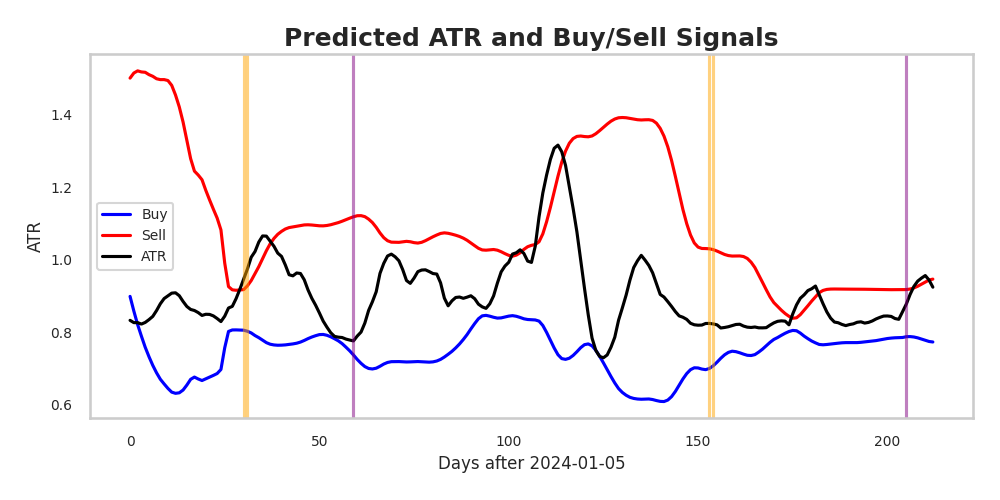 Predicted ATR and Buy/Sell Signals
1.4
1.2
1.0
0.8
0.6
ATR
Buy
Sell
ATR
0
50
100
150
200
Days after 2024-01-05